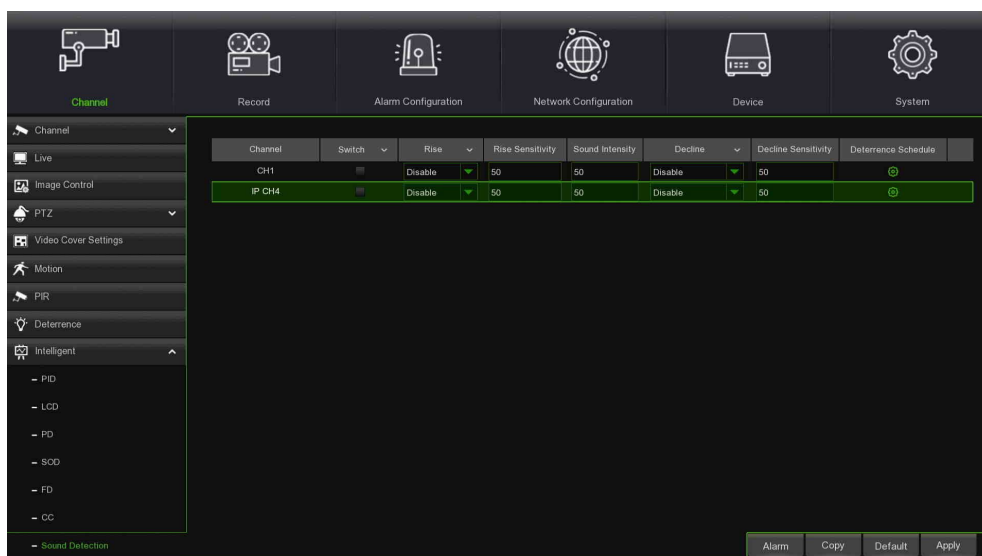 Channel Record Alarm Configuration Network Configuration Device System
Channel
Live
Image Control
PTZ
Video Cover Settings
Motion
PIR
Deterrence
Intelligent
– PID
– LCD
– PD
– SOD
– FD
– CC
– Sound Detection
Channel Switch Rise Rise Sensitivity Sound Intensity Decline Decline Sensitivity Deterrence Schedule
CH1 Disable 50 50 Disable 50
IP CH4 Disable 50 50 Disable 50
Alarm Copy Default Apply